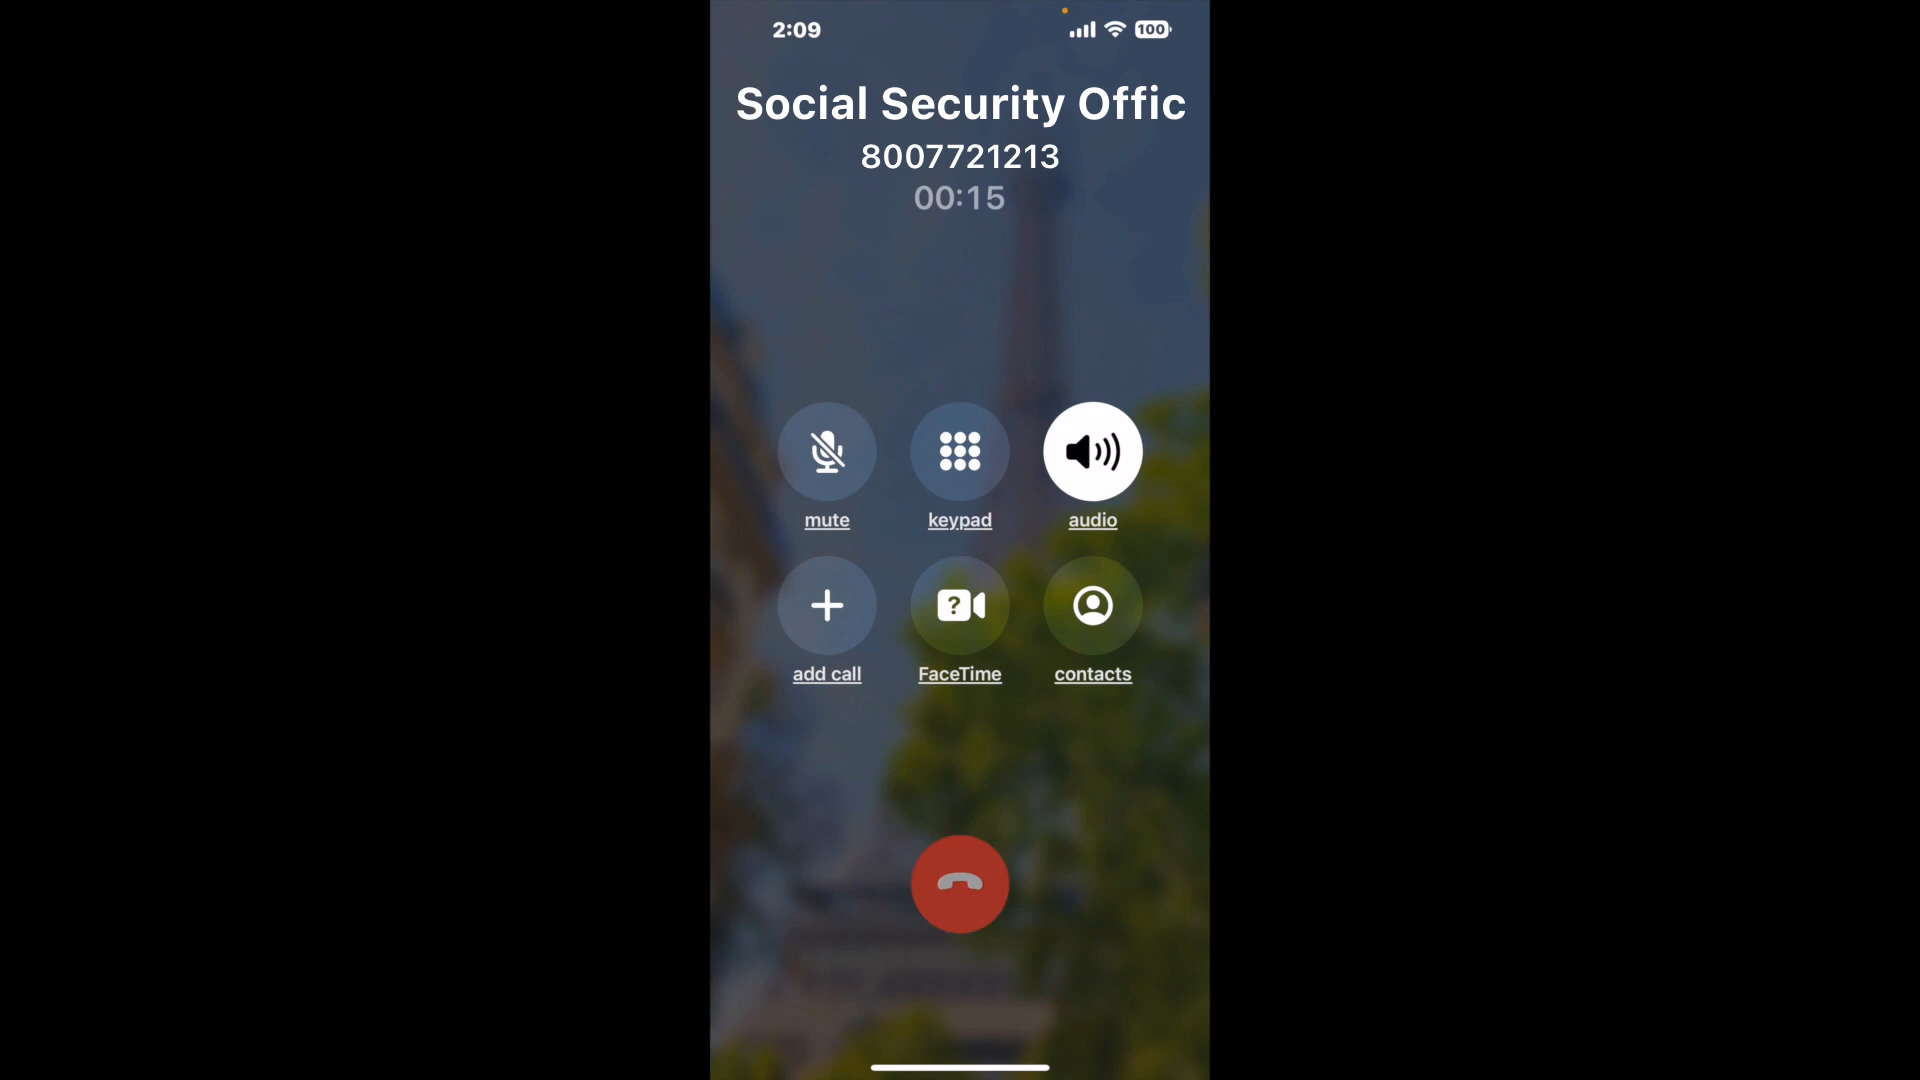 2:09
100
Social Security Offic
8007721213
00:15
mute
keypad
audio
?
add call
FaceTime
contacts